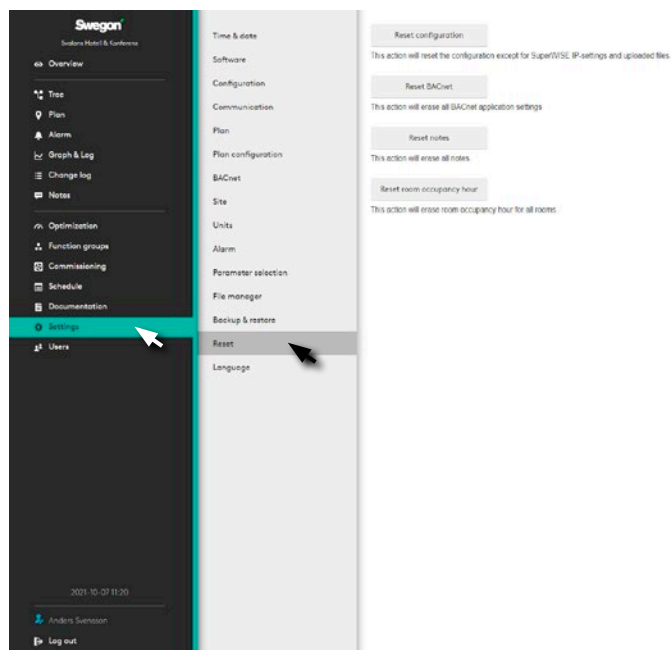 Swegon
Svalans Hotell & Konferens
Overview
Tree
Plan
Alarm
Graph & Log
Change log
Notes
Optimization
Function groups
Commissioning
Schedule
Documentation
Settings
Users
2021-10-07 11:20
Anders Svensson
Log out
Time & date
Software
Configuration
Communication
Plan
Plan configuration
BACnet
Site
Units
Alarm
Parameter selection
File manager
Backup & restore
Reset
Language
Reset configuration
This action will reset the configuration except for SuperWISE IP-settings and uploaded files
Reset BACnet
This action will erase all BACnet application settings
Reset notes
This action will erase all notes
Reset room occupancy hour
This action will erase room occupancy hour for all rooms